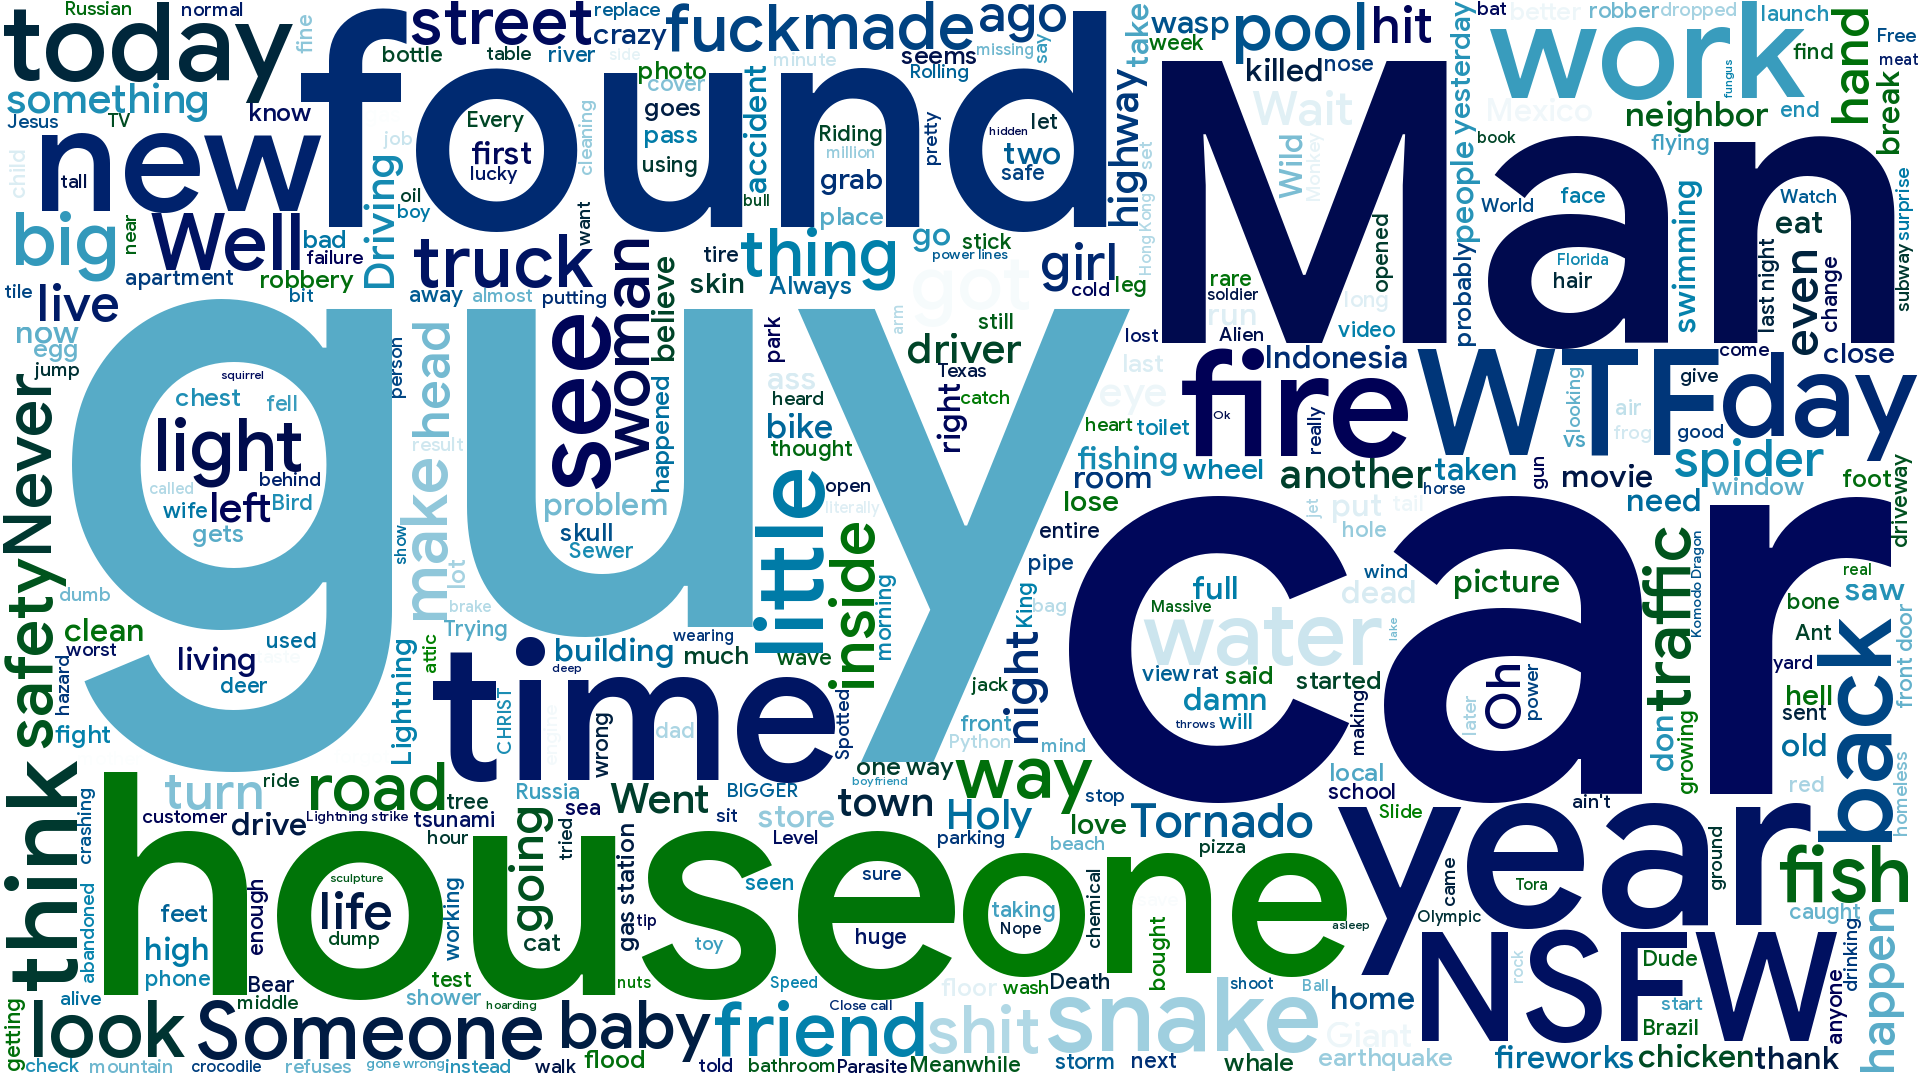 Russian
normal
replace
today
fine
street
crazy
fuck
made
ago
take
wasp
week
pool
hit
yesterday
bat
better
robber
dropped
launch
hand
Free
meat
something
bottle
table
river
side
photo
cover
minute
seems
Rolling
missing
say
killed
nose
Wait
work
fungus
find
Jesus
TV
know
found
goes
accident
highway
Mexico
neighbor
end
break
new
job
Every
first
lucky
cleaning
pass
using
Riding
million
grab
pretty
hidden
let
two
safe
set
Wild
Monkey
Man
people
book
flying
child
tall
Driving
oil
boy
bull
place
Hong Kong
World
face
Watch
surprise
big
near
Well
bad
failure
truck
want
woman
tire
thing
go
stick
power lines
girl
opened
Florida
hair
swimming
eat
apartment
robbery
bit
away
almost
putting
believe
skin
Always
got
cold
leg
rare
soldier
run
long
probably
last night
even
change
subway
tile
live
now
egg
jump
guy
head
see
park
arm
still
driver
Texas
lost
Alien
video
come
close
person
squirrel
chest
fell
light
behind
called
wife
left
Bird
gets
result
happened
ass
heard
bike
thought
right
catch
last
eye
heart
toilet
fire
Indonesia
Ok
really
WTF
looking
vs
air
frog
give
good
day
Never
make
problem
skull
Sewer
little
open
literally
inside
fishing
room
wheel
lose
entire
another
taken
horse
gun
movie
spider
need
window
foot
driveway
safety
dumb
show
lot
brake
Trying
morning
pipe
King
bag
car
jet
put
tail
hole
wind
dead
full
Massive
water
lake
picture
traffic
Komodo Dragon
real
saw
bone
Ant
clean
worst
living
used
deer
attic
building
deep
wearing
much
wave
jack
night
view
rat
said
damn
throws
will
started
making
Oh
later
power
don
growing
yard
hell
sent
back
front door
hazard
fight
Lightning
time
CHRIST
engine
wrong
dad
Spotted
front
Python
mind
old
think
turn
ride
road
tree
Lightning strike
tsunami
hour
Russia
sea
Went
BIGGER
sit
store
Level
one way
boyfriend
town
way
Holy
parking
stop
love
beach
Tornado
pizza
local
school
Slide
ain't
red
homeless
crashing
customer
drive
house
going
tried
gas station
year
ground
fish
abandoned
sculpture
life
dump
feet
high
phone
enough
working
cat
tip
seen
toy
sure
huge
one
taking
Nope
chemical
bought
asleep
came
Olympic
Tora
caught
drinking
happen
getting
alive
Bear
middle
test
shower
hoarding
nuts
Speed
Close call
floor
wash
Death
snake
shoot
Ball
home
NSFW
rock
Dude
start
Brazil
anyone
look
Someone
baby
flood
friend
shit
Giant
check
mountain
crocodile
refuses
gone wrong
instead
walk
told
bathroom
Parasite
Meanwhile
storm
next
whale
earthquake
fireworks
chicken
thank